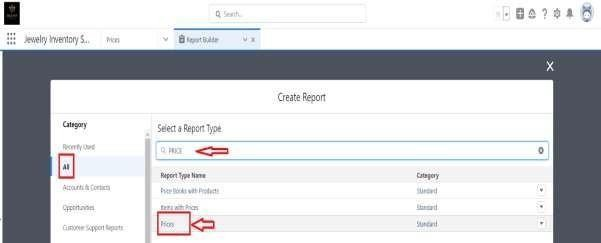 Search...
Jewelry Inventory S... Prices Report Builder
X
Create Report
Category
Select a Report Type
Recently Used
PRICE
All
Report Type Name Category
Accounts & Contacts
Price Books with Products Standard
Opportunities
Items with Prices Standard
Customer Support Reports
Prices Standard